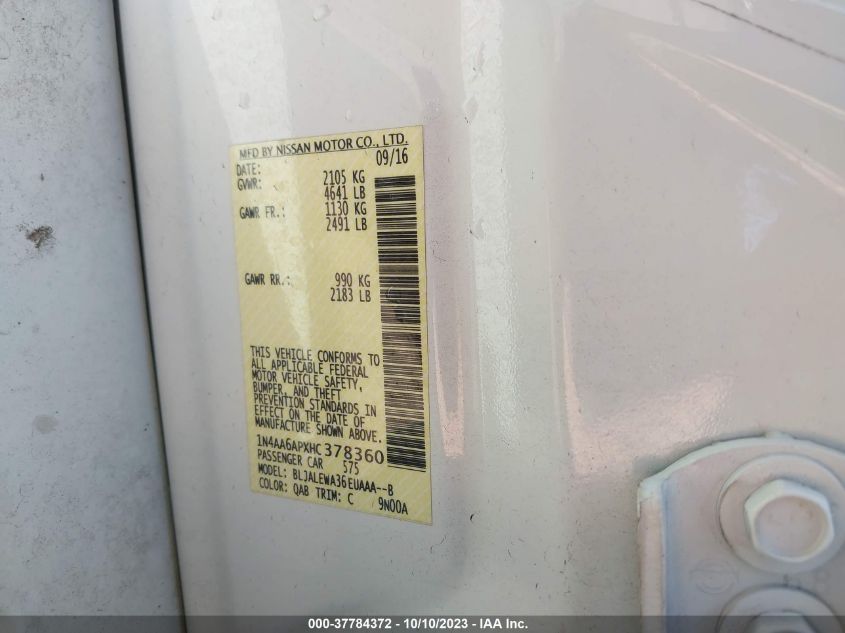 MFD BY NISSAN MOTOR CO., LTD.
DATE: 09/16
GVWR: 2105 KG
4641 LB
GAWR FR.: 1130 KG
2491 LB
GAWR RR.: 990 KG
2183 LB
THIS VEHICLE CONFORMS TO
ALL APPLICABLE FEDERAL
MOTOR VEHICLE SAFETY,
BUMPER, AND THEFT
PREVENTION STANDARDS IN
EFFECT ON THE DATE OF
MANUFACTURE SHOWN ABOVE.
1N4AA6APXHC378360
PASSENGER CAR 575
MODEL: BLJALEWA36EUAAA--B
COLOR: QAB TRIM: C 9N00A
000-37784372 - 10/10/2023 - IAA Inc.